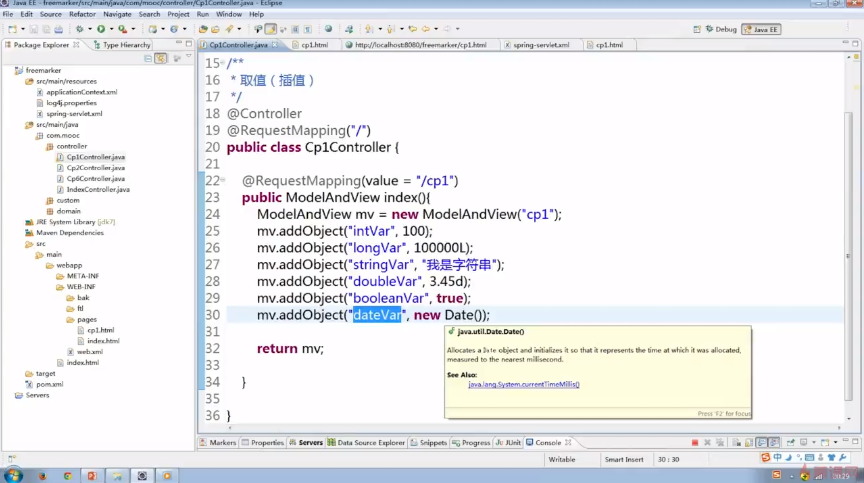 Java EE - freemarker/src/main/java/com/mooc/controller/Cp1Controller.java - Eclipse
File Edit Source Refactor Navigate Search Project Run Window Help
Debug Java EE
Package Explorer Type Hierarchy
Cp1Controller.java cp1.html http://localhost:8080/freemarker/cp1.html spring-servlet.xml cp1.html
freemarker
src/main/resources
applicationContext.xml
log4j.properties
spring-servlet.xml
src/main/java
com.mooc
controller
Cp1Controller.java
Cp2Controller.java
Cp6Controller.java
IndexController.java
custom
domain
JRE System Library [jdk7]
Maven Dependencies
src
main
webapp
META-INF
WEB-INF
bak
ftl
pages
cp1.html
index.html
web.xml
index.html
target
pom.xml
Servers
15 /**
16 * 取值（插值）
17 */
18 @Controller
19 @RequestMapping("/")
20 public class Cp1Controller {
21
22 @RequestMapping(value = "/cp1")
23 public ModelAndView index(){
24 ModelAndView mv = new ModelAndView("cp1");
25 mv.addObject("intVar", 100);
26 mv.addObject("longVar", 100000L);
27 mv.addObject("stringVar", "我是字符串");
28 mv.addObject("doubleVar", 3.45d);
29 mv.addObject("booleanVar", true);
30 mv.addObject("dateVar", new Date());
31
32 return mv;
33
34 }
35
36 }
java.util.Date.Date()
Allocates a Date object and initializes it so that it represents the time at which it was allocated,
measured to the nearest millisecond.
See Also:
java.lang.System.currentTimeMillis()
Press 'F2' for focus
Markers Properties Servers Data Source Explorer Snippets Progress JUnit Console
Writable Smart Insert 30 : 30
中